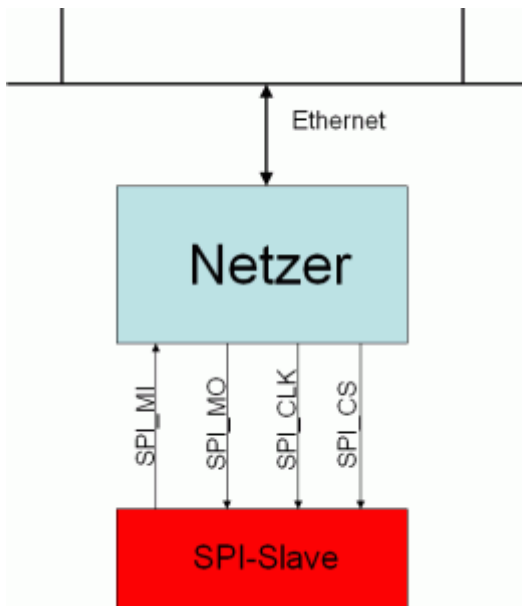 Ethernet
Netzer
SPI_MI
SPI_MO
SPI_CLK
SPI_CS
SPI-Slave